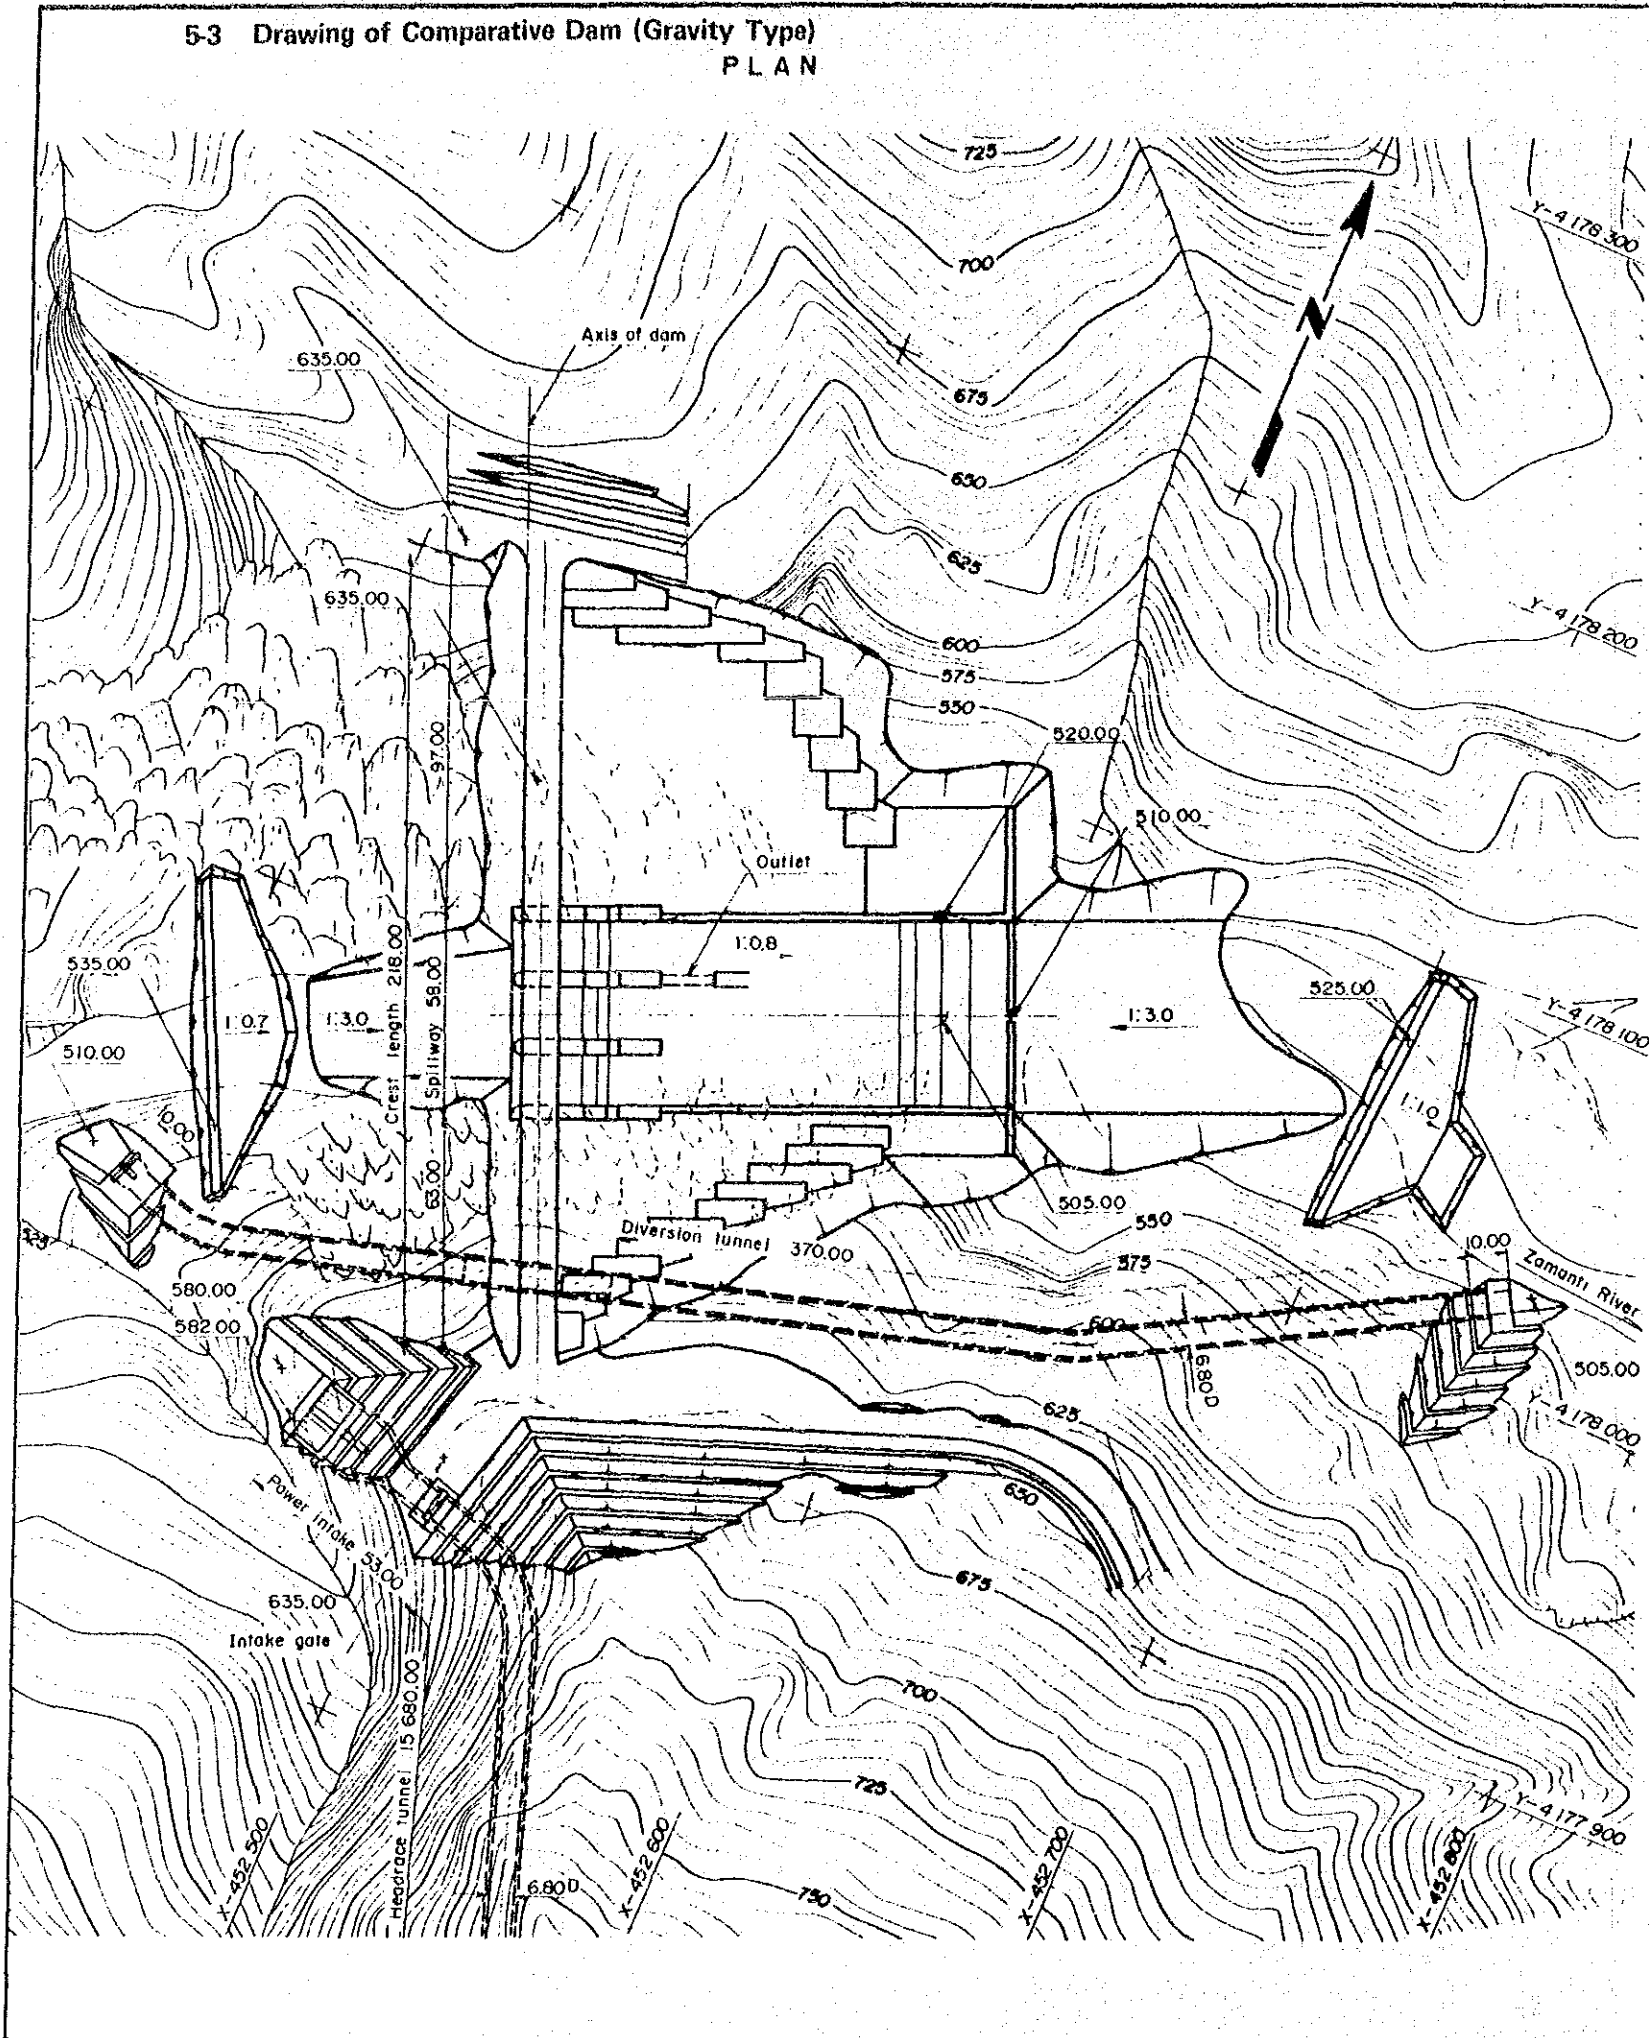 5-3 Drawing of Comparative Dam (Gravity Type)
PLAN
725
Y-4 178 300
700
N
Axis of dam
635.00
675
650
625
635.00
Y-4 178 200
600
575
550
520.00
97.00
510.00
Outlet
1:0.8
535.00
525.00
1:0.7
1:3.0
1:3.0
Y-4 178 100
510.00
Crest length 218.00
Spillway 58.00
10.00
1:1.0
63.00
505.00
550
Diversion tunnel 370.00
525
575
10.00
Zamanti River
580.00
600
582.00
6.80D
505.00
625
Y-4 178 000
Power intake 53.00
650
675
635.00
Intake gate
Headrace tunnel 15 680.00
700
725
Y-4 177 900
X-452 500
X-452 600
X-452 700
X-452 800
6.80D
750